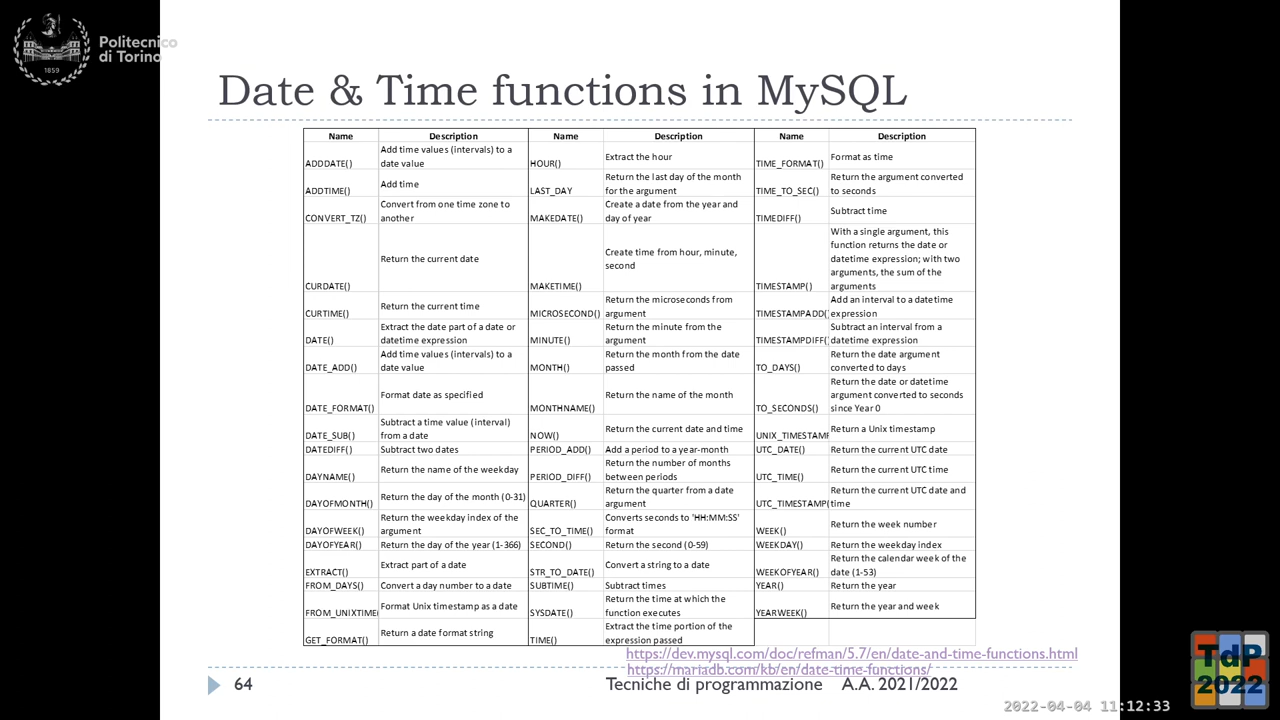 Politecnico
di Torino
1859
Date & Time functions in MySQL
Name Description Name Description Name Description
ADDDATE() Add time values (intervals) to a
date value
HOUR() Extract the hour
TIME_FORMAT() Format as time
ADDTIME() Add time
LAST_DAY Return the last day of the month
for the argument
TIME_TO_SEC() Return the argument converted
to seconds
CONVERT_TZ() Convert from one time zone to
another
MAKEDATE() Create a date from the year and
day of year
TIMEDIFF() Subtract time
CURDATE() Return the current date
MAKETIME() Create time from hour, minute,
second
TIMESTAMP() With a single argument, this
function returns the date or
datetime expression; with two
arguments, the sum of the
arguments
CURTIME() Return the current time
MICROSECOND() Return the microseconds from
argument
TIMESTAMPADD( Add an interval to a datetime
expression
DATE() Extract the date part of a date or
datetime expression
MINUTE() Return the minute from the
argument
TIMESTAMPDIFF( Subtract an interval from a
datetime expression
DATE_ADD() Add time values (intervals) to a
date value
MONTH() Return the month from the date
passed
TO_DAYS() Return the date argument
converted to days
DATE_FORMAT() Format date as specified
MONTHNAME() Return the name of the month
TO_SECONDS() Return the date or datetime
argument converted to seconds
since Year 0
DATE_SUB() Subtract a time value (interval)
from a date
NOW() Return the current date and time
UNIX_TIMESTAMP Return a Unix timestamp
DATEDIFF() Subtract two dates
PERIOD_ADD() Add a period to a year-month
UTC_DATE() Return the current UTC date
DAYNAME() Return the name of the weekday
PERIOD_DIFF() Return the number of months
between periods
UTC_TIME() Return the current UTC time
DAYOFMONTH() Return the day of the month (0-31)
QUARTER() Return the quarter from a date
argument
UTC_TIMESTAMP( Return the current UTC date and
time
DAYOFWEEK() Return the weekday index of the
argument
SEC_TO_TIME() Converts seconds to 'HH:MM:SS'
format
WEEK() Return the week number
DAYOFYEAR() Return the day of the year (1-366)
SECOND() Return the second (0-59)
WEEKDAY() Return the weekday index
EXTRACT() Extract part of a date
STR_TO_DATE() Convert a string to a date
WEEKOFYEAR() Return the calendar week of the
date (1-53)
FROM_DAYS() Convert a day number to a date
SUBTIME() Subtract times
YEAR() Return the year
FROM_UNIXTIME( Format Unix timestamp as a date
SYSDATE() Return the time at which the
function executes
YEARWEEK() Return the year and week
GET_FORMAT() Return a date format string
TIME() Extract the time portion of the
expression passed
https://dev.mysql.com/doc/refman/5.7/en/date-and-time-functions.html
https://mariadb.com/kb/en/date-time-functions/
64 Tecniche di programmazione A.A. 2021/2022
TdP
2022
2022-04-04 11:12:33